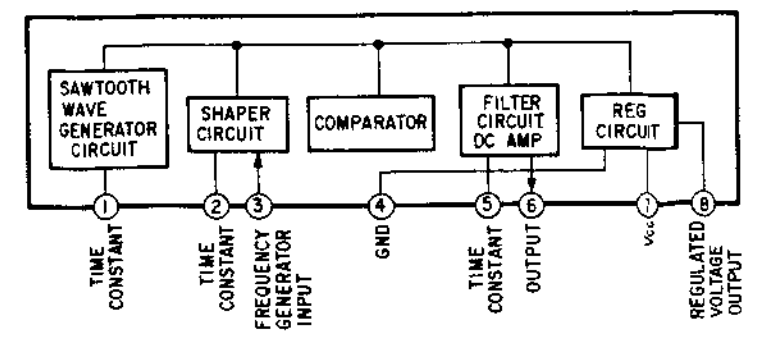 SAWTOOTH
WAVE
GENERATOR
CIRCUIT
SHAPER
CIRCUIT
COMPARATOR
FILTER
CIRCUIT
DC AMP
REG
CIRCUIT
1
2
3
4
5
6
7
8
TIME
CONSTANT
TIME
CONSTANT
FREQUENCY
GENERATOR
INPUT
GND
TIME
CONSTANT
OUTPUT
Vcc
REGULATED
VOLTAGE
OUTPUT